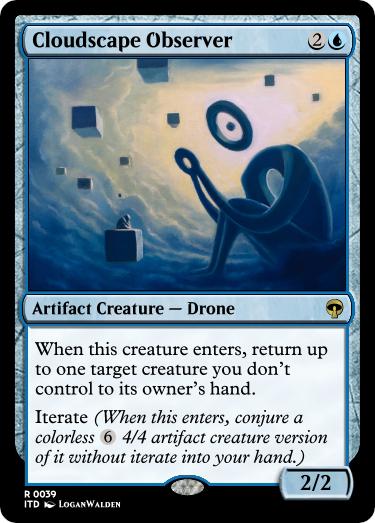 Cloudscape Observer 2
Artifact Creature — Drone
When this creature enters, return up
to one target creature you don't
control to its owner's hand.
Iterate (When this enters, conjure a
colorless 6 4/4 artifact creature version
of it without iterate into your hand.)
2/2
R 0039
ITD LoganWalden